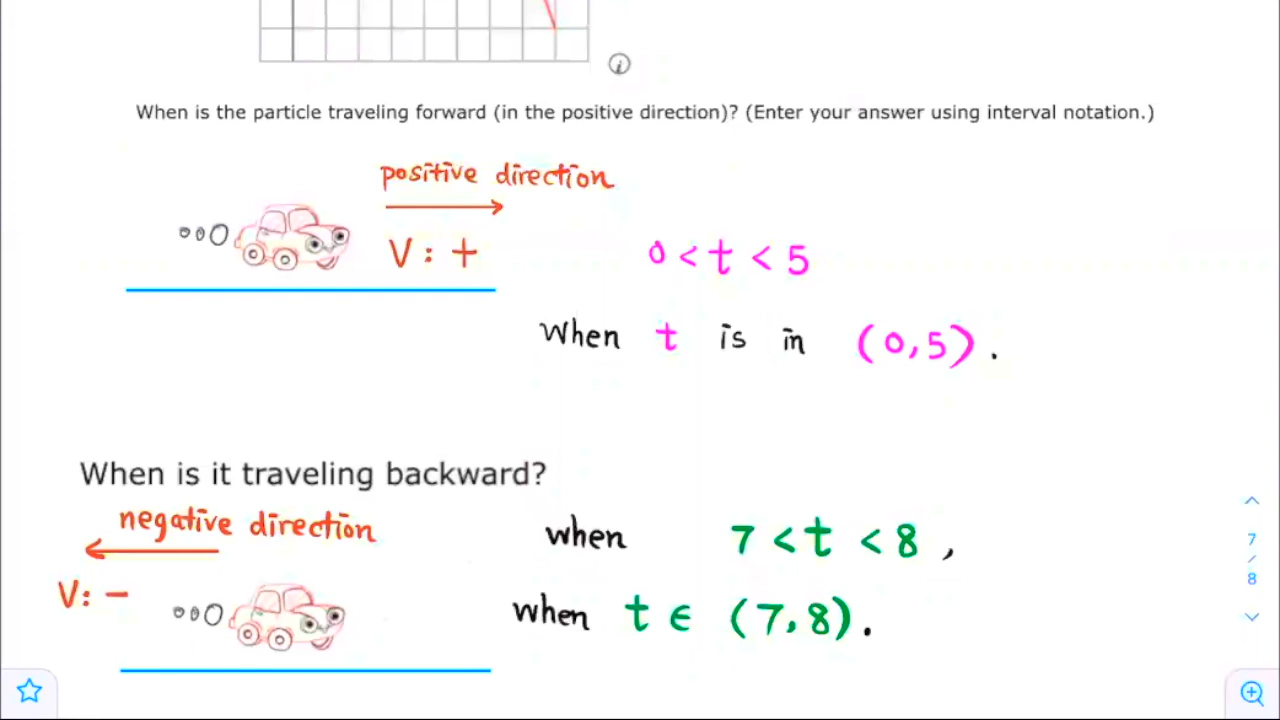 When is the particle traveling forward (in the positive direction)? (Enter your answer using interval notation.)
positive direction
V: +
0 < t < 5
When t is in (0,5).
When is it traveling backward?
negative direction
when 7 < t < 8,
V: −
when t ∈ (7,8).
7
/
8